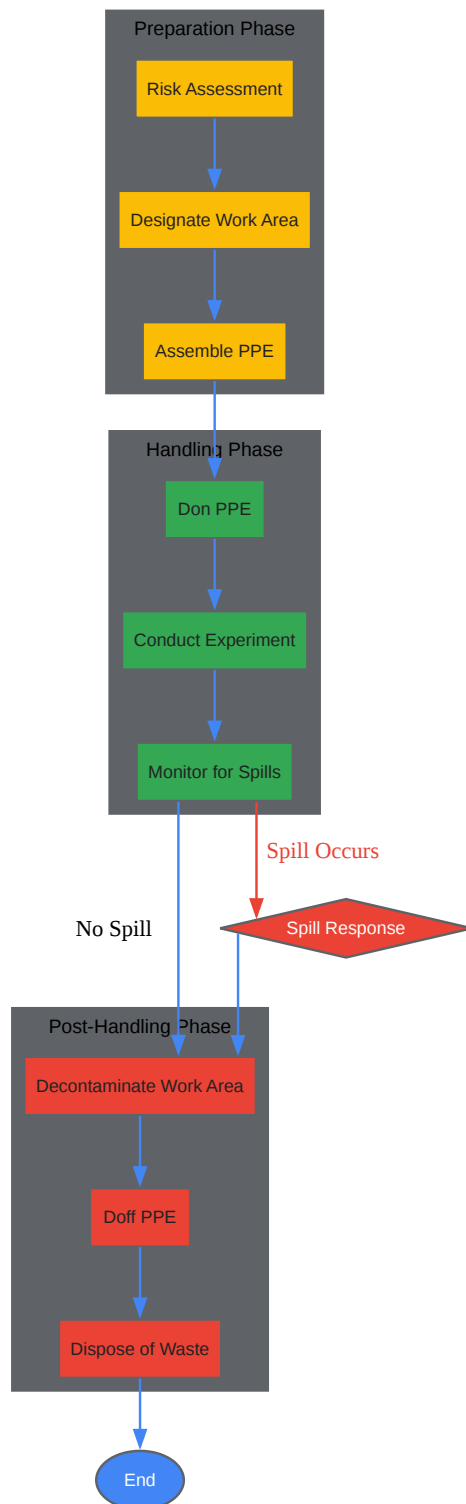 Preparation Phase
Risk Assessment
Designate Work Area
Assemble PPE
Handling Phase
Don PPE
Conduct Experiment
Monitor for Spills
Spill Occurs
No Spill
Spill Response
Post-Handling Phase
Decontaminate Work Area
Doff PPE
Dispose of Waste
End